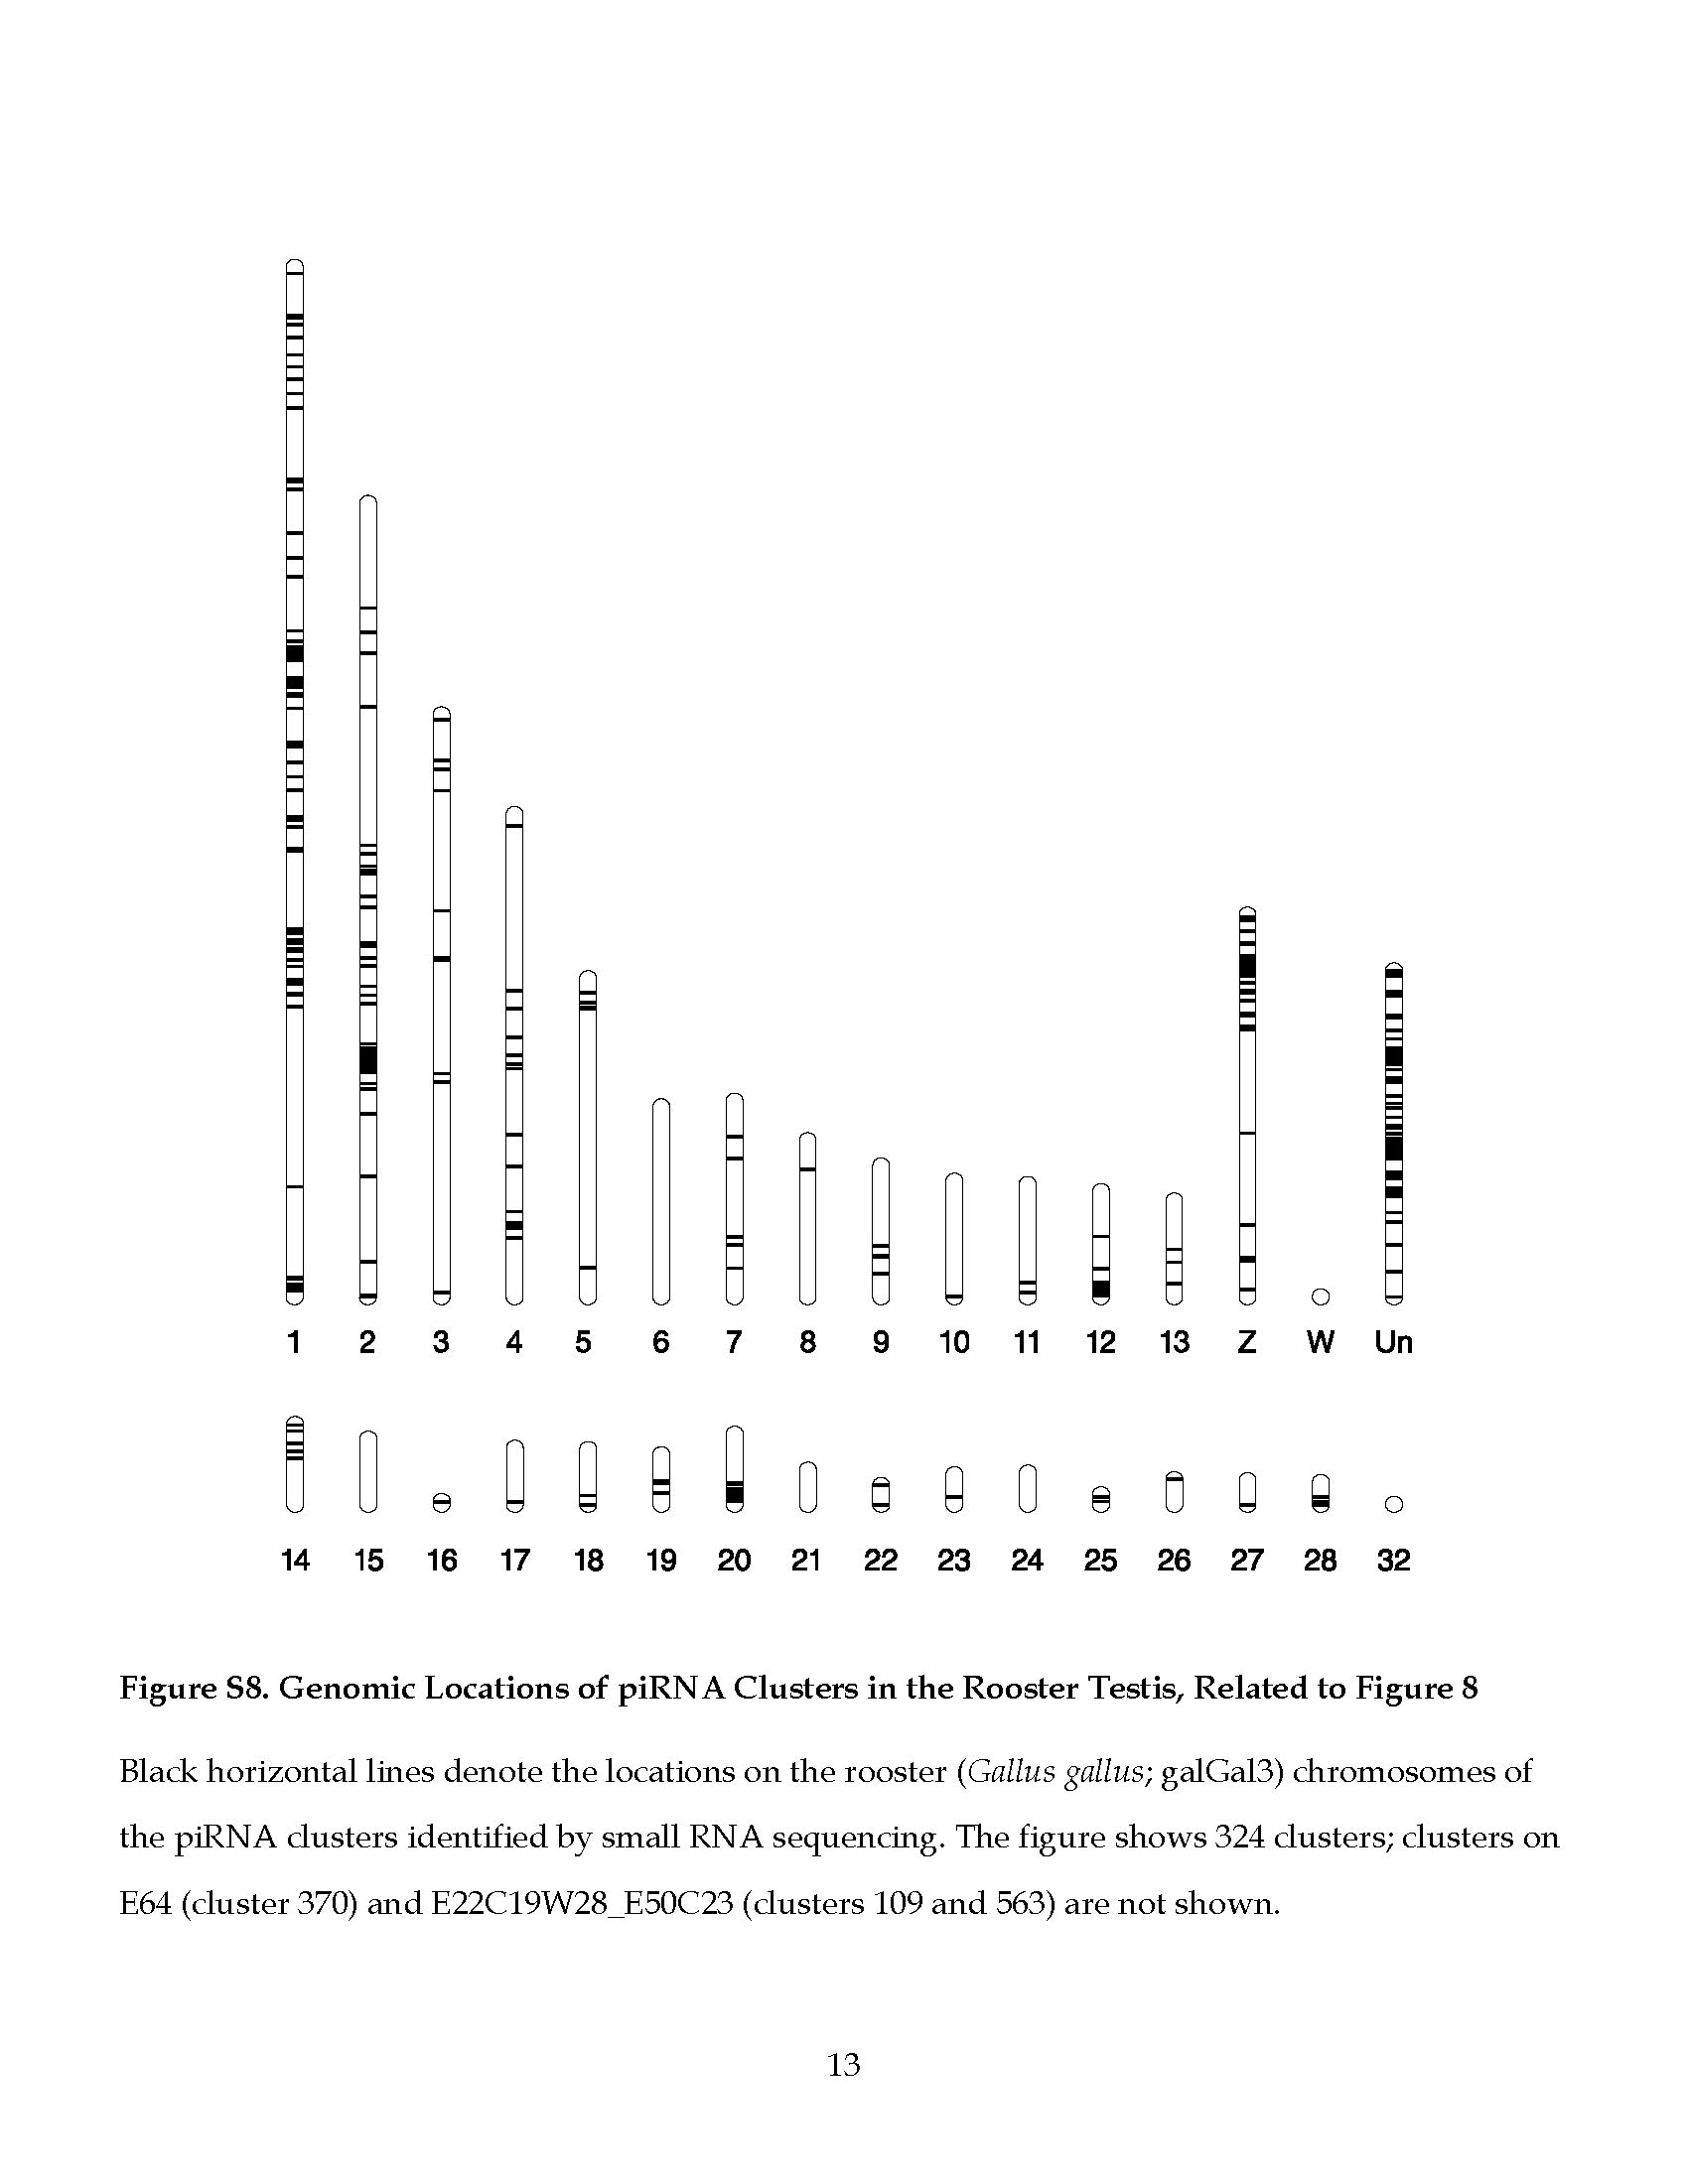 1 2 3 4 5 6 7 8 9 10 11 12 13 Z W Un
14 15 16 17 18 19 20 21 22 23 24 25 26 27 28 32
Figure S8. Genomic Locations of piRNA Clusters in the Rooster Testis, Related to Figure 8
Black horizontal lines denote the locations on the rooster (Gallus gallus; galGal3) chromosomes of
the piRNA clusters identified by small RNA sequencing. The figure shows 324 clusters; clusters on
E64 (cluster 370) and E22C19W28_E50C23 (clusters 109 and 563) are not shown.
13